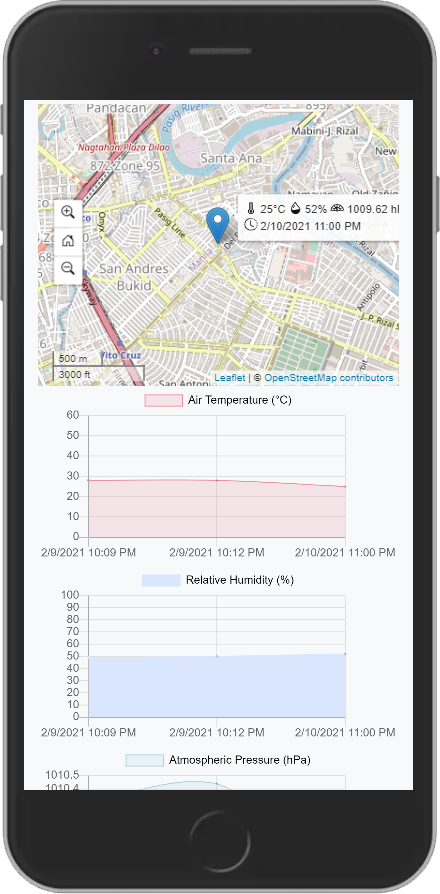 Pandacan
895
Pasig River
Mabini-J. Rizal
Nagtahan/Plaza Dilao
872 Zone 95
Santa Ana
New
25°C 52% 1009.62 hl
2/10/2021 11:00 PM
Onyx
Pasig Line
Manila
San Andres
Bukid
Antipolo
J. P. Rizal S
Vito Cruz
500 m
3000 ft
San Antonio
Leaflet | © OpenStreetMap contributors
Air Temperature (°C)
60
50
40
30
20
10
0
2/9/2021 10:09 PM 2/9/2021 10:12 PM 2/10/2021 11:00 PM
Relative Humidity (%)
100
90
80
70
60
50
40
30
20
10
0
2/9/2021 10:09 PM 2/9/2021 10:12 PM 2/10/2021 11:00 PM
Atmospheric Pressure (hPa)
1010.5
1010.4